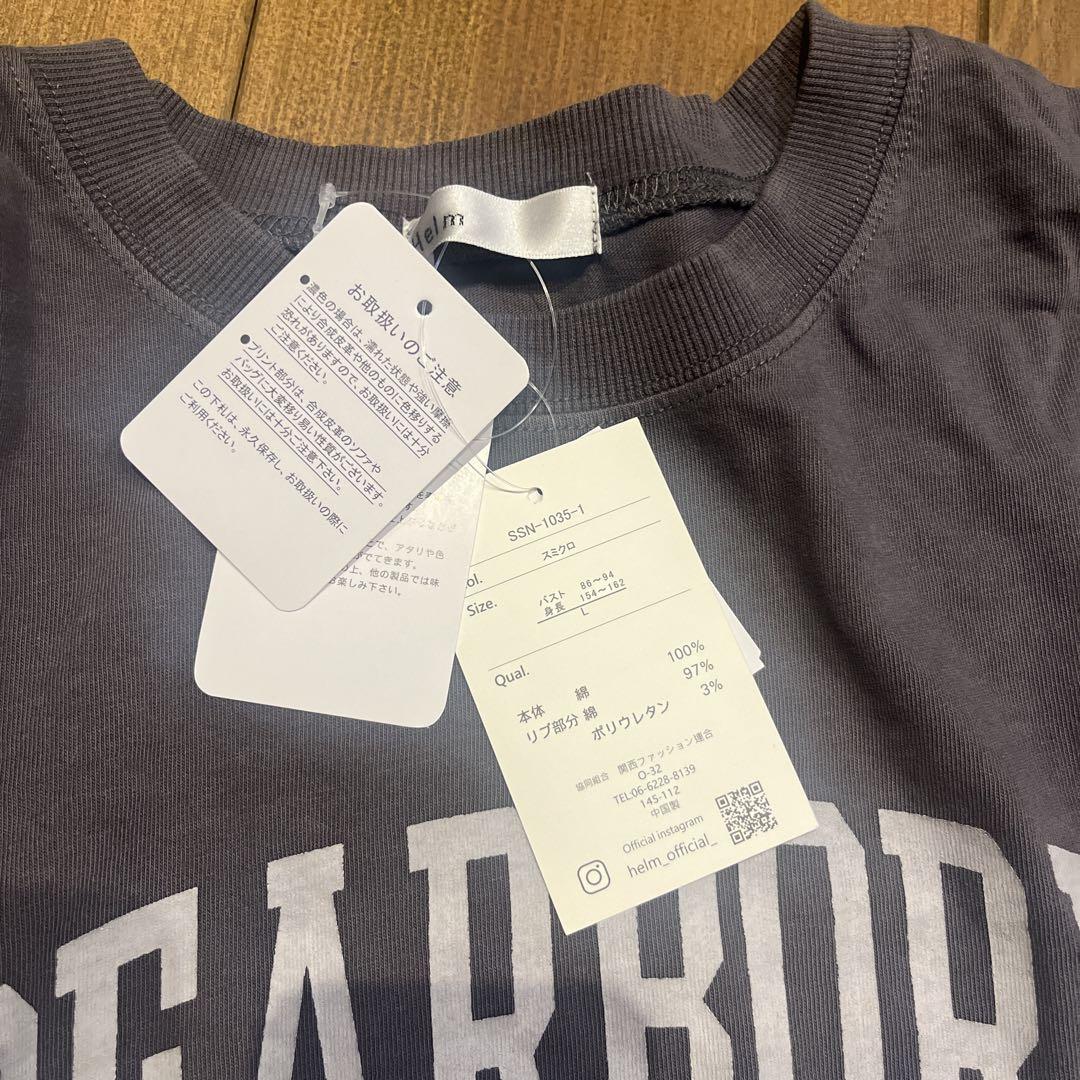 Helm
お取扱いのご注意
●濃色の場合は、濡れた状態や強い摩擦
により合成皮革や他のものに色移りする
恐れがありますので、お取扱いには十分
ご注意ください。
●プリント部分は、合成皮革のソファや
バッグに大変移り易い性質がございます。
お取扱いには十分ご注意下さい。
この下札は、永久保存し、お取扱いの際に
ご利用ください。
で、アタリや色
でてきます。
上、他の製品では味
楽しみ下さい。
SSN-1035-1
ol. スミクロ
Size. バスト 86～94
身長 154～162
L
Qual.
本体 綿 100%
リブ部分 綿 97%
ポリウレタン 3%
協同組合 関西ファッション連合
O-32
TEL:06-6228-8139
145-112
中国製
Official instagram
helm_official_